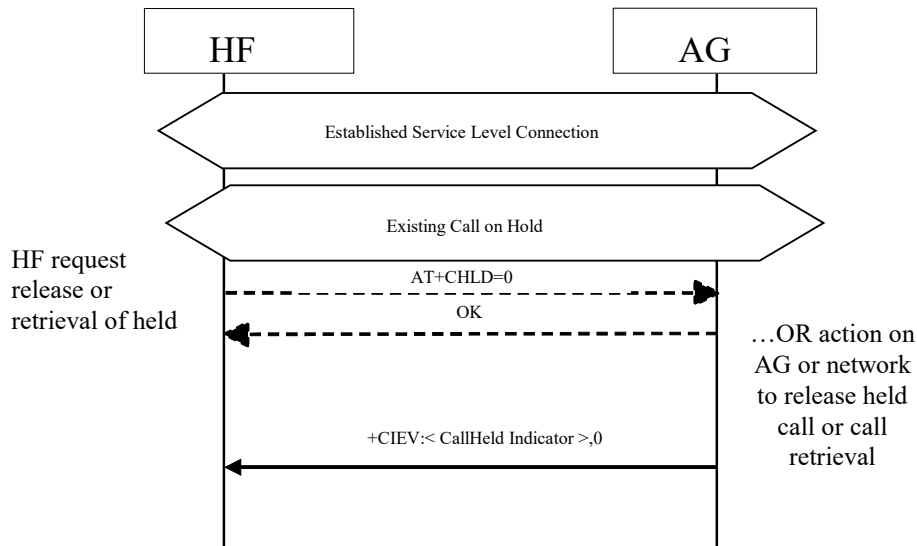 HF
AG
Established Service Level Connection
Existing Call on Hold
HF request
release or
retrieval of held
AT+CHLD=0
OK
…OR action on
AG or network
to release held
call or call
retrieval
+CIEV:< CallHeld Indicator >,0